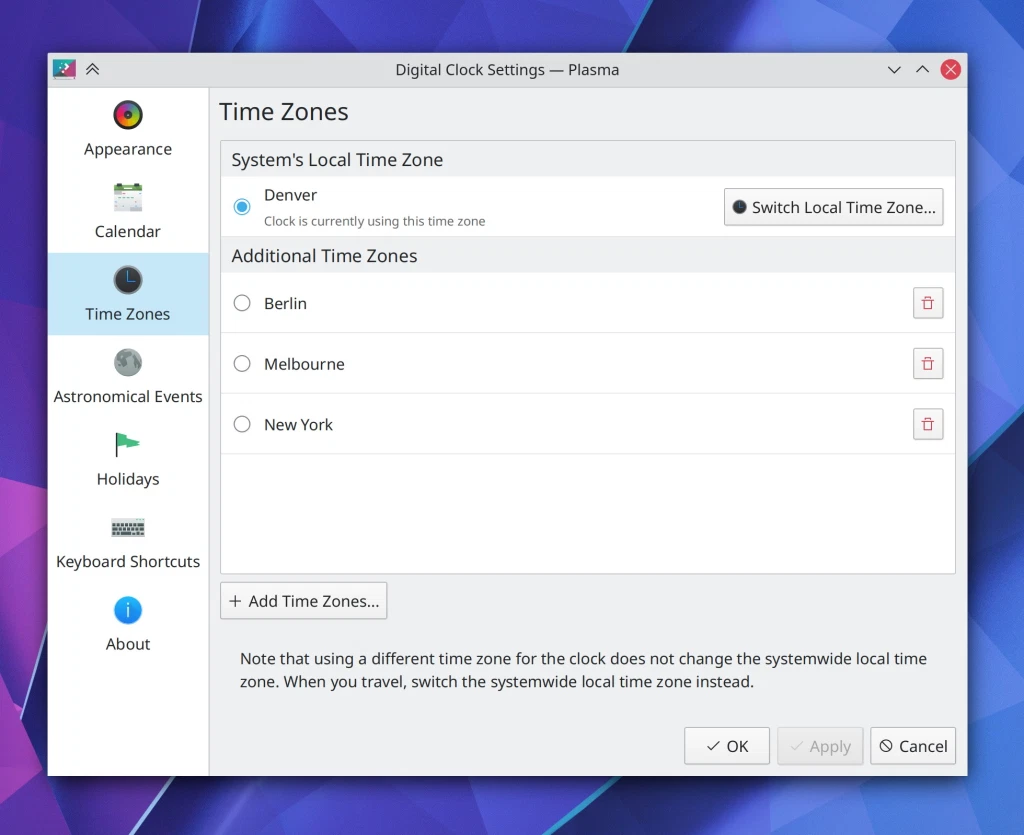 Digital Clock Settings — Plasma
Appearance
Calendar
Time Zones
Astronomical Events
Holidays
Keyboard Shortcuts
About
Time Zones
System's Local Time Zone
Denver
Clock is currently using this time zone
Switch Local Time Zone...
Additional Time Zones
Berlin
Melbourne
New York
+ Add Time Zones...
Note that using a different time zone for the clock does not change the systemwide local time
zone. When you travel, switch the systemwide local time zone instead.
OK
Apply
Cancel